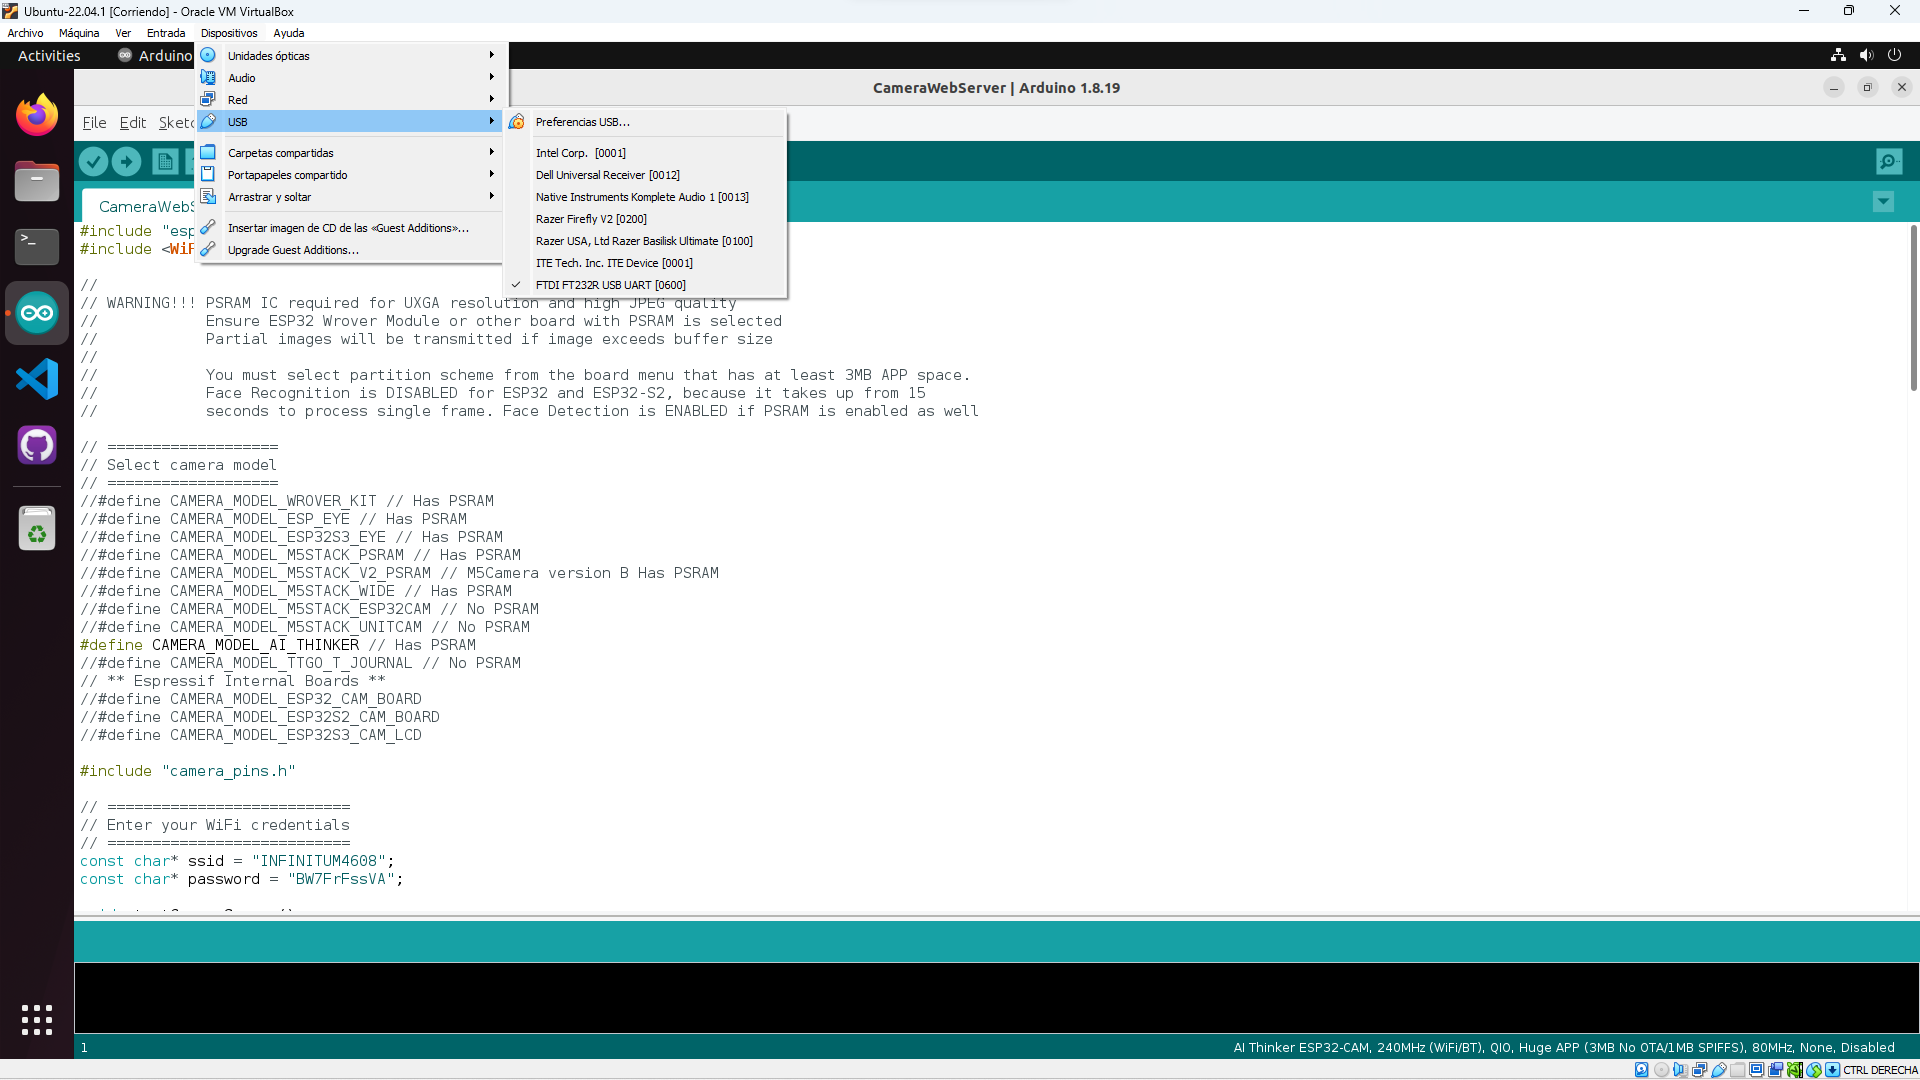 Ubuntu-22.04.1 [Corriendo] - Oracle VM VirtualBox
Archivo Máquina Ver Entrada Dispositivos Ayuda
Activities Arduino
Unidades ópticas
Audio
Red
USB
Carpetas compartidas
Portapapeles compartido
Arrastrar y soltar
Insertar imagen de CD de las «Guest Additions»...
Upgrade Guest Additions...
Preferencias USB...
Intel Corp. [0001]
Dell Universal Receiver [0012]
Native Instruments Komplete Audio 1 [0013]
Razer Firefly V2 [0200]
Razer USA, Ltd Razer Basilisk Ultimate [0100]
ITE Tech. Inc. ITE Device [0001]
FTDI FT232R USB UART [0600]
CameraWebServer | Arduino 1.8.19
File Edit Sketc
CameraWebS
#include "esp
#include <WiF
//
// WARNING!!! PSRAM IC required for UXGA resolution and high JPEG quality
// Ensure ESP32 Wrover Module or other board with PSRAM is selected
// Partial images will be transmitted if image exceeds buffer size
//
// You must select partition scheme from the board menu that has at least 3MB APP space.
// Face Recognition is DISABLED for ESP32 and ESP32-S2, because it takes up from 15
// seconds to process single frame. Face Detection is ENABLED if PSRAM is enabled as well
// ===================
// Select camera model
// ===================
//#define CAMERA_MODEL_WROVER_KIT // Has PSRAM
//#define CAMERA_MODEL_ESP_EYE // Has PSRAM
//#define CAMERA_MODEL_ESP32S3_EYE // Has PSRAM
//#define CAMERA_MODEL_M5STACK_PSRAM // Has PSRAM
//#define CAMERA_MODEL_M5STACK_V2_PSRAM // M5Camera version B Has PSRAM
//#define CAMERA_MODEL_M5STACK_WIDE // Has PSRAM
//#define CAMERA_MODEL_M5STACK_ESP32CAM // No PSRAM
//#define CAMERA_MODEL_M5STACK_UNITCAM // No PSRAM
#define CAMERA_MODEL_AI_THINKER // Has PSRAM
//#define CAMERA_MODEL_TTGO_T_JOURNAL // No PSRAM
// ** Espressif Internal Boards **
//#define CAMERA_MODEL_ESP32_CAM_BOARD
//#define CAMERA_MODEL_ESP32S2_CAM_BOARD
//#define CAMERA_MODEL_ESP32S3_CAM_LCD
#include "camera_pins.h"
// ===========================
// Enter your WiFi credentials
// ===========================
const char* ssid = "INFINITUM4608";
const char* password = "BW7FrFssVA";
1
AI Thinker ESP32-CAM, 240MHz (WiFi/BT), QIO, Huge APP (3MB No OTA/1MB SPIFFS), 80MHz, None, Disabled
CTRL DERECHA